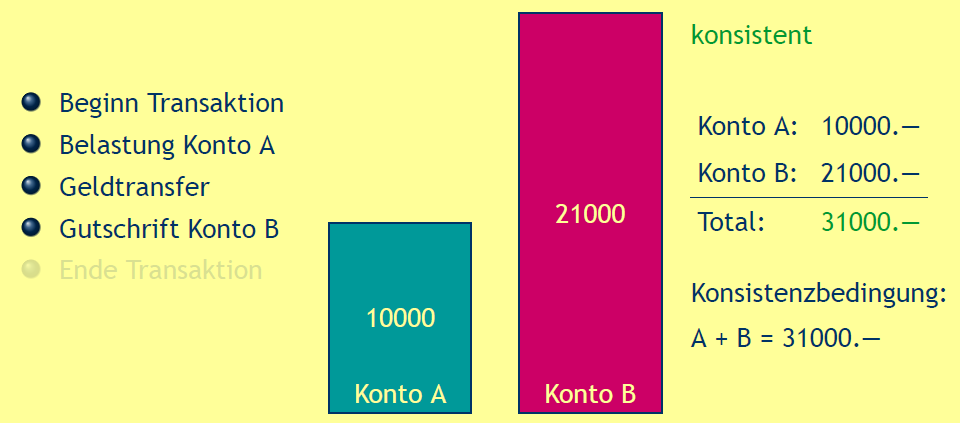 Beginn Transaktion
Belastung Konto A
Geldtransfer
Gutschrift Konto B
Ende Transaktion
10000
Konto A
21000
Konto B
konsistent
Konto A: 10000.—
Konto B: 21000.—
Total: 31000.—
Konsistenzbedingung:
A + B = 31000.—